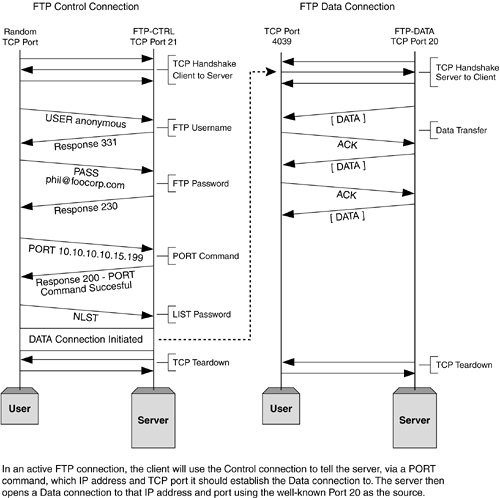 FTP Control Connection
FTP Data Connection
Random
TCP Port
FTP-CTRL
TCP Port 21
TCP Port
4039
FTP-DATA
TCP Port 20
TCP Handshake
Client to Server
TCP Handshake
Server to Client
USER anonymous
FTP Username
Response 331
PASS
phil@foocorp.com
FTP Password
Response 230
PORT 10.10.10.10.15.199
PORT Command
Response 200 - PORT
Command Succesful
NLST
LIST Password
DATA Connection Initiated
TCP Teardown
User
Server
[ DATA ]
Data Transfer
ACK
[ DATA ]
ACK
[ DATA ]
TCP Teardown
User
Server
In an active FTP connection, the client will use the Control connection to tell the server, via a PORT
command, which IP address and TCP port it should establish the Data connection to. The server then
opens a Data connection to that IP address and port using the well-known Port 20 as the source.